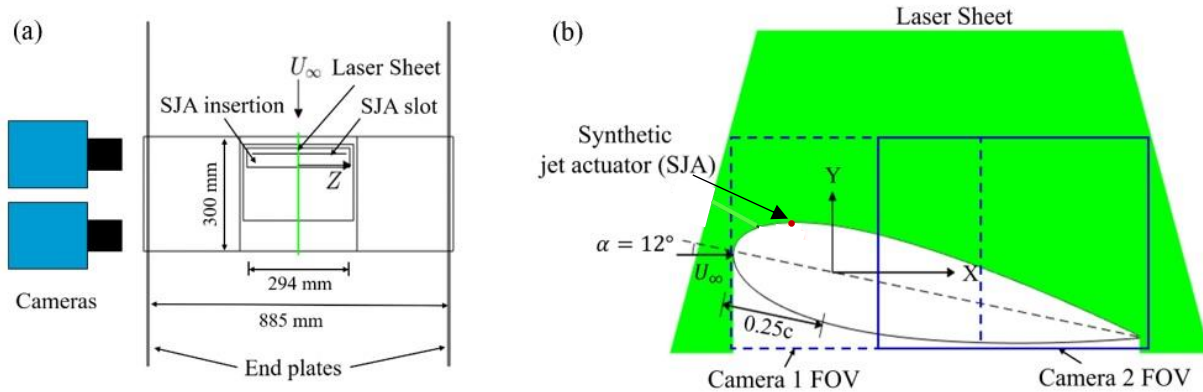 (a)
U∞
Laser Sheet
SJA insertion
SJA slot
Z
300 mm
294 mm
885 mm
Cameras
End plates
(b)
Laser Sheet
Synthetic
jet actuator (SJA)
Y
α = 12°
U∞
X
0.25c
Camera 1 FOV
Camera 2 FOV